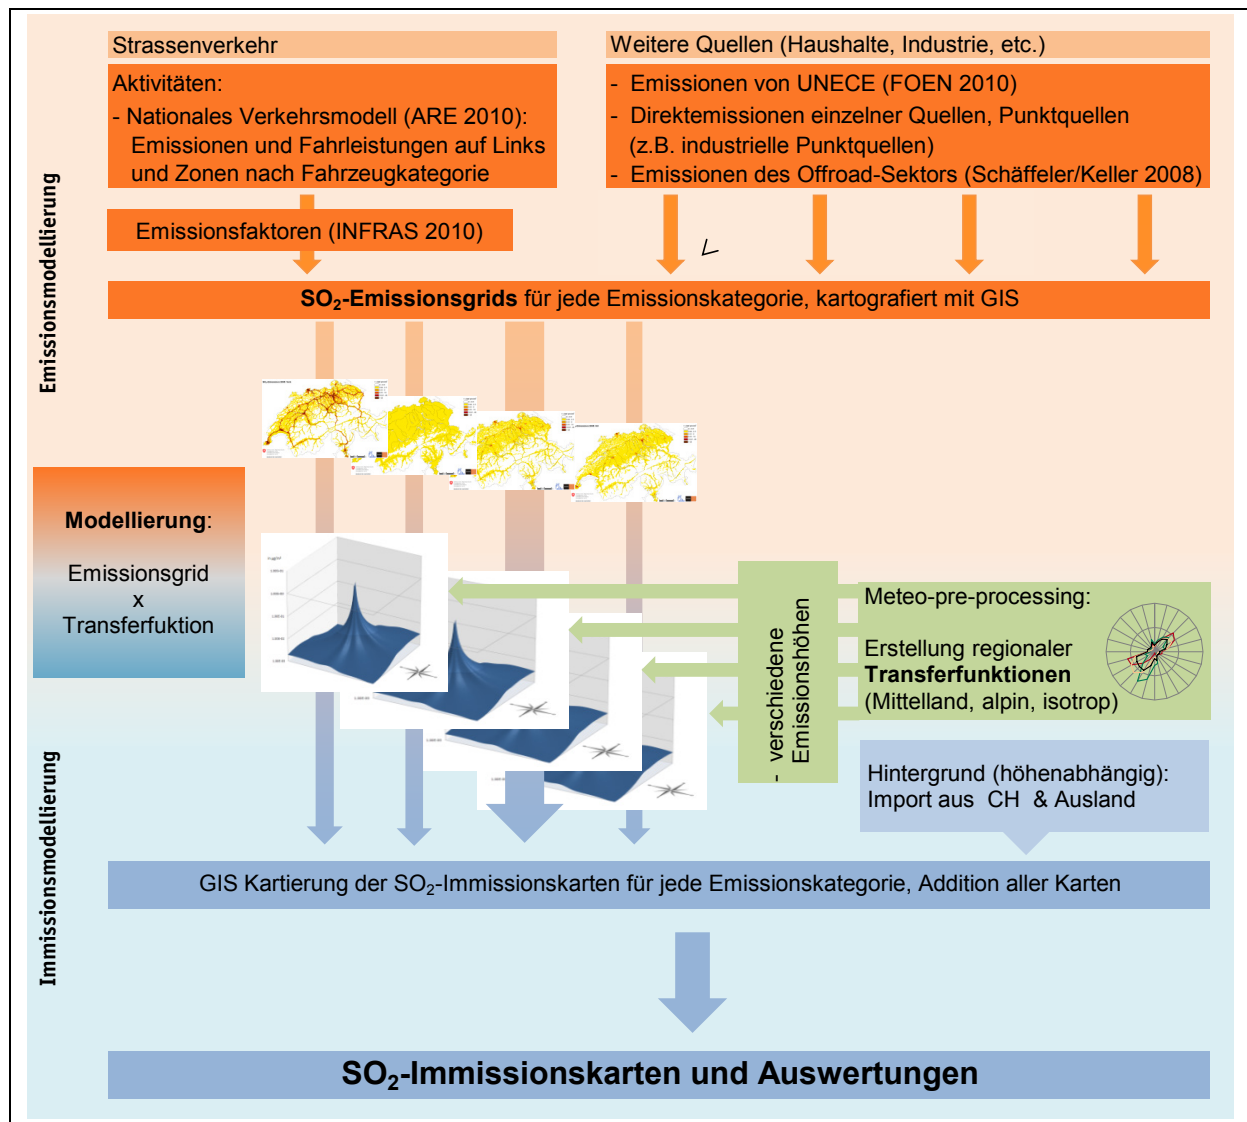 Strassenverkehr
Aktivitäten:
- Nationales Verkehrsmodell (ARE 2010):
Emissionen und Fahrleistungen auf Links
und Zonen nach Fahrzeugkategorie
Emissionsfaktoren (INFRAS 2010)
Weitere Quellen (Haushalte, Industrie, etc.)
- Emissionen von UNECE (FOEN 2010)
- Direktemissionen einzelner Quellen, Punktquellen
(z.B. industrielle Punktquellen)
- Emissionen des Offroad-Sektors (Schäffeler/Keller 2008)
Emissionsmodellierung
SO₂-Emissionsgrids für jede Emissionskategorie, kartografiert mit GIS
Modellierung:
Emissionsgrid
x
Transferfuktion
- verschiedene
Emissionshöhen
Meteo-pre-processing:
Erstellung regionaler
Transferfunktionen
(Mittelland, alpin, isotrop)
Hintergrund (höhenabhängig):
Import aus CH & Ausland
Immissionsmodellierung
GIS Kartierung der SO₂-Immissionskarten für jede Emissionskategorie, Addition aller Karten
SO₂-Immissionskarten und Auswertungen